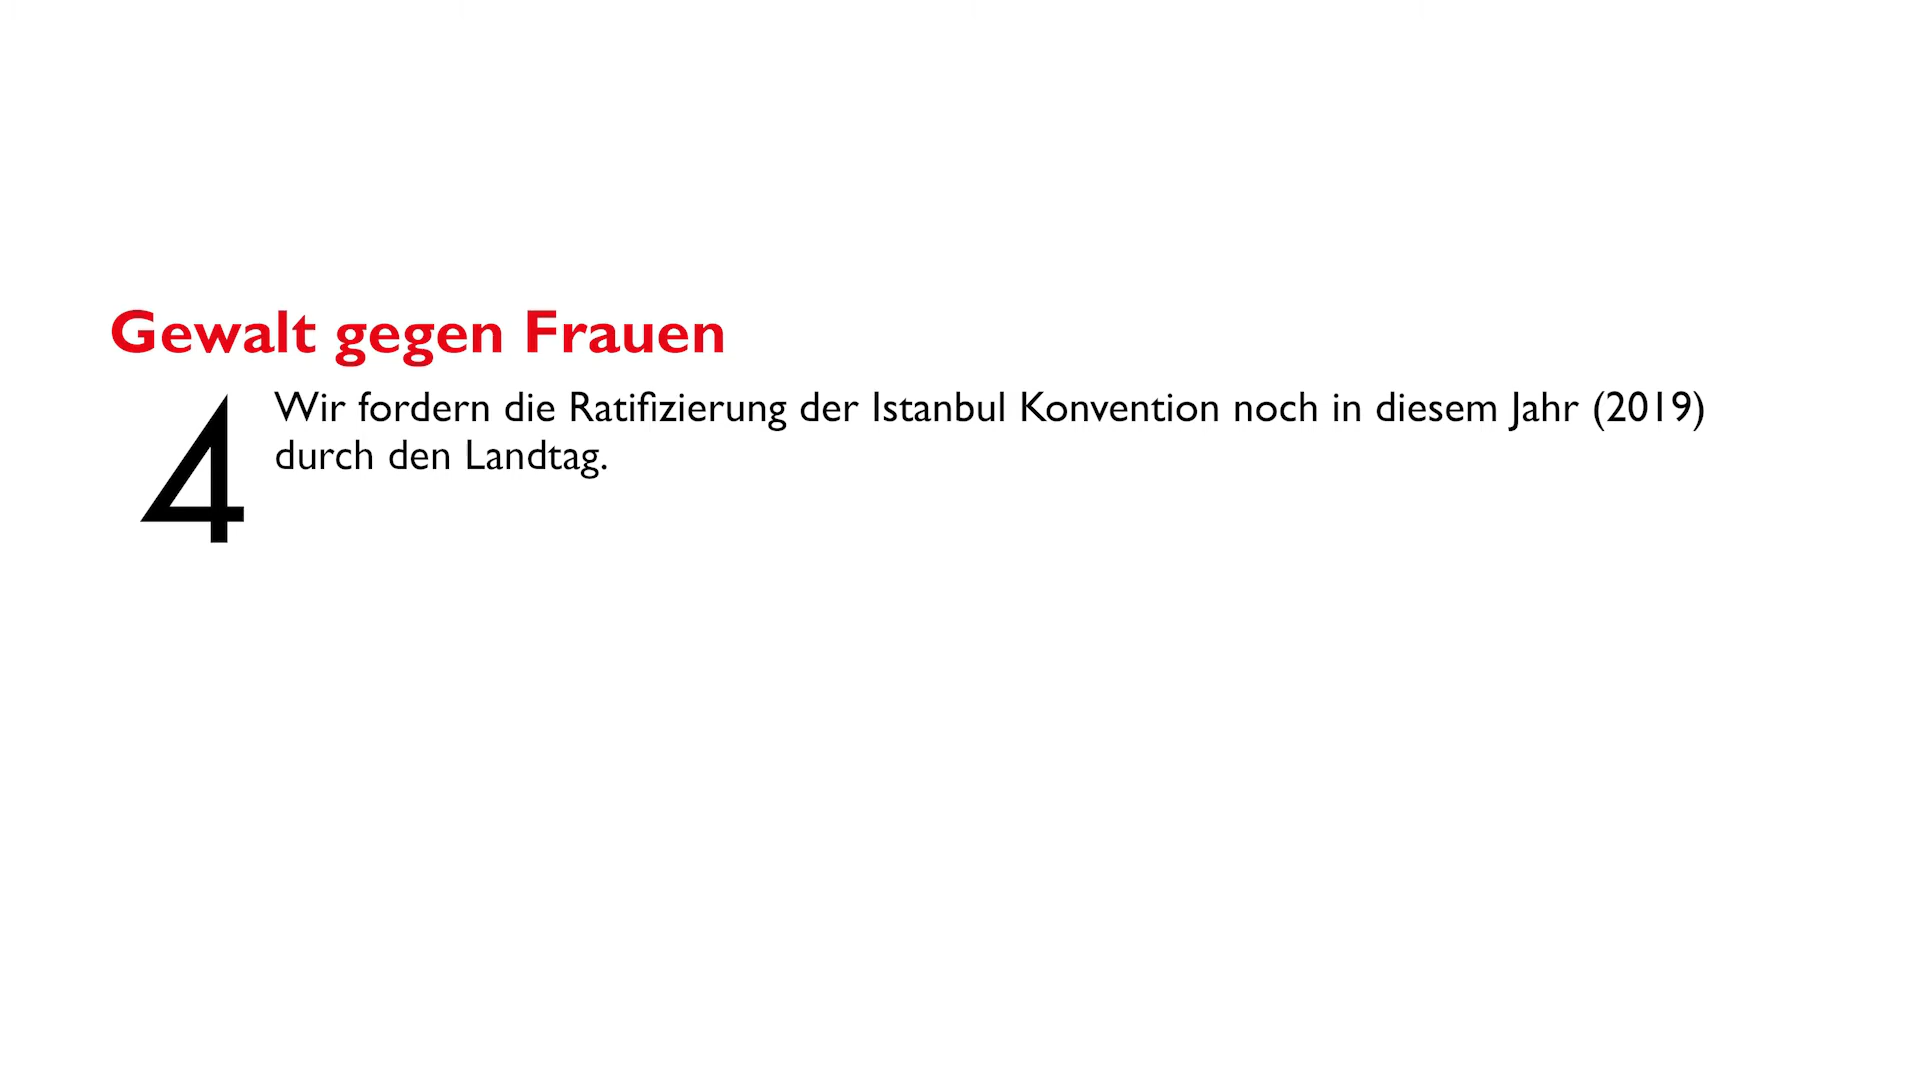 Gewalt gegen Frauen
4
Wir fordern die Ratifizierung der Istanbul Konvention noch in diesem Jahr (2019)
durch den Landtag.